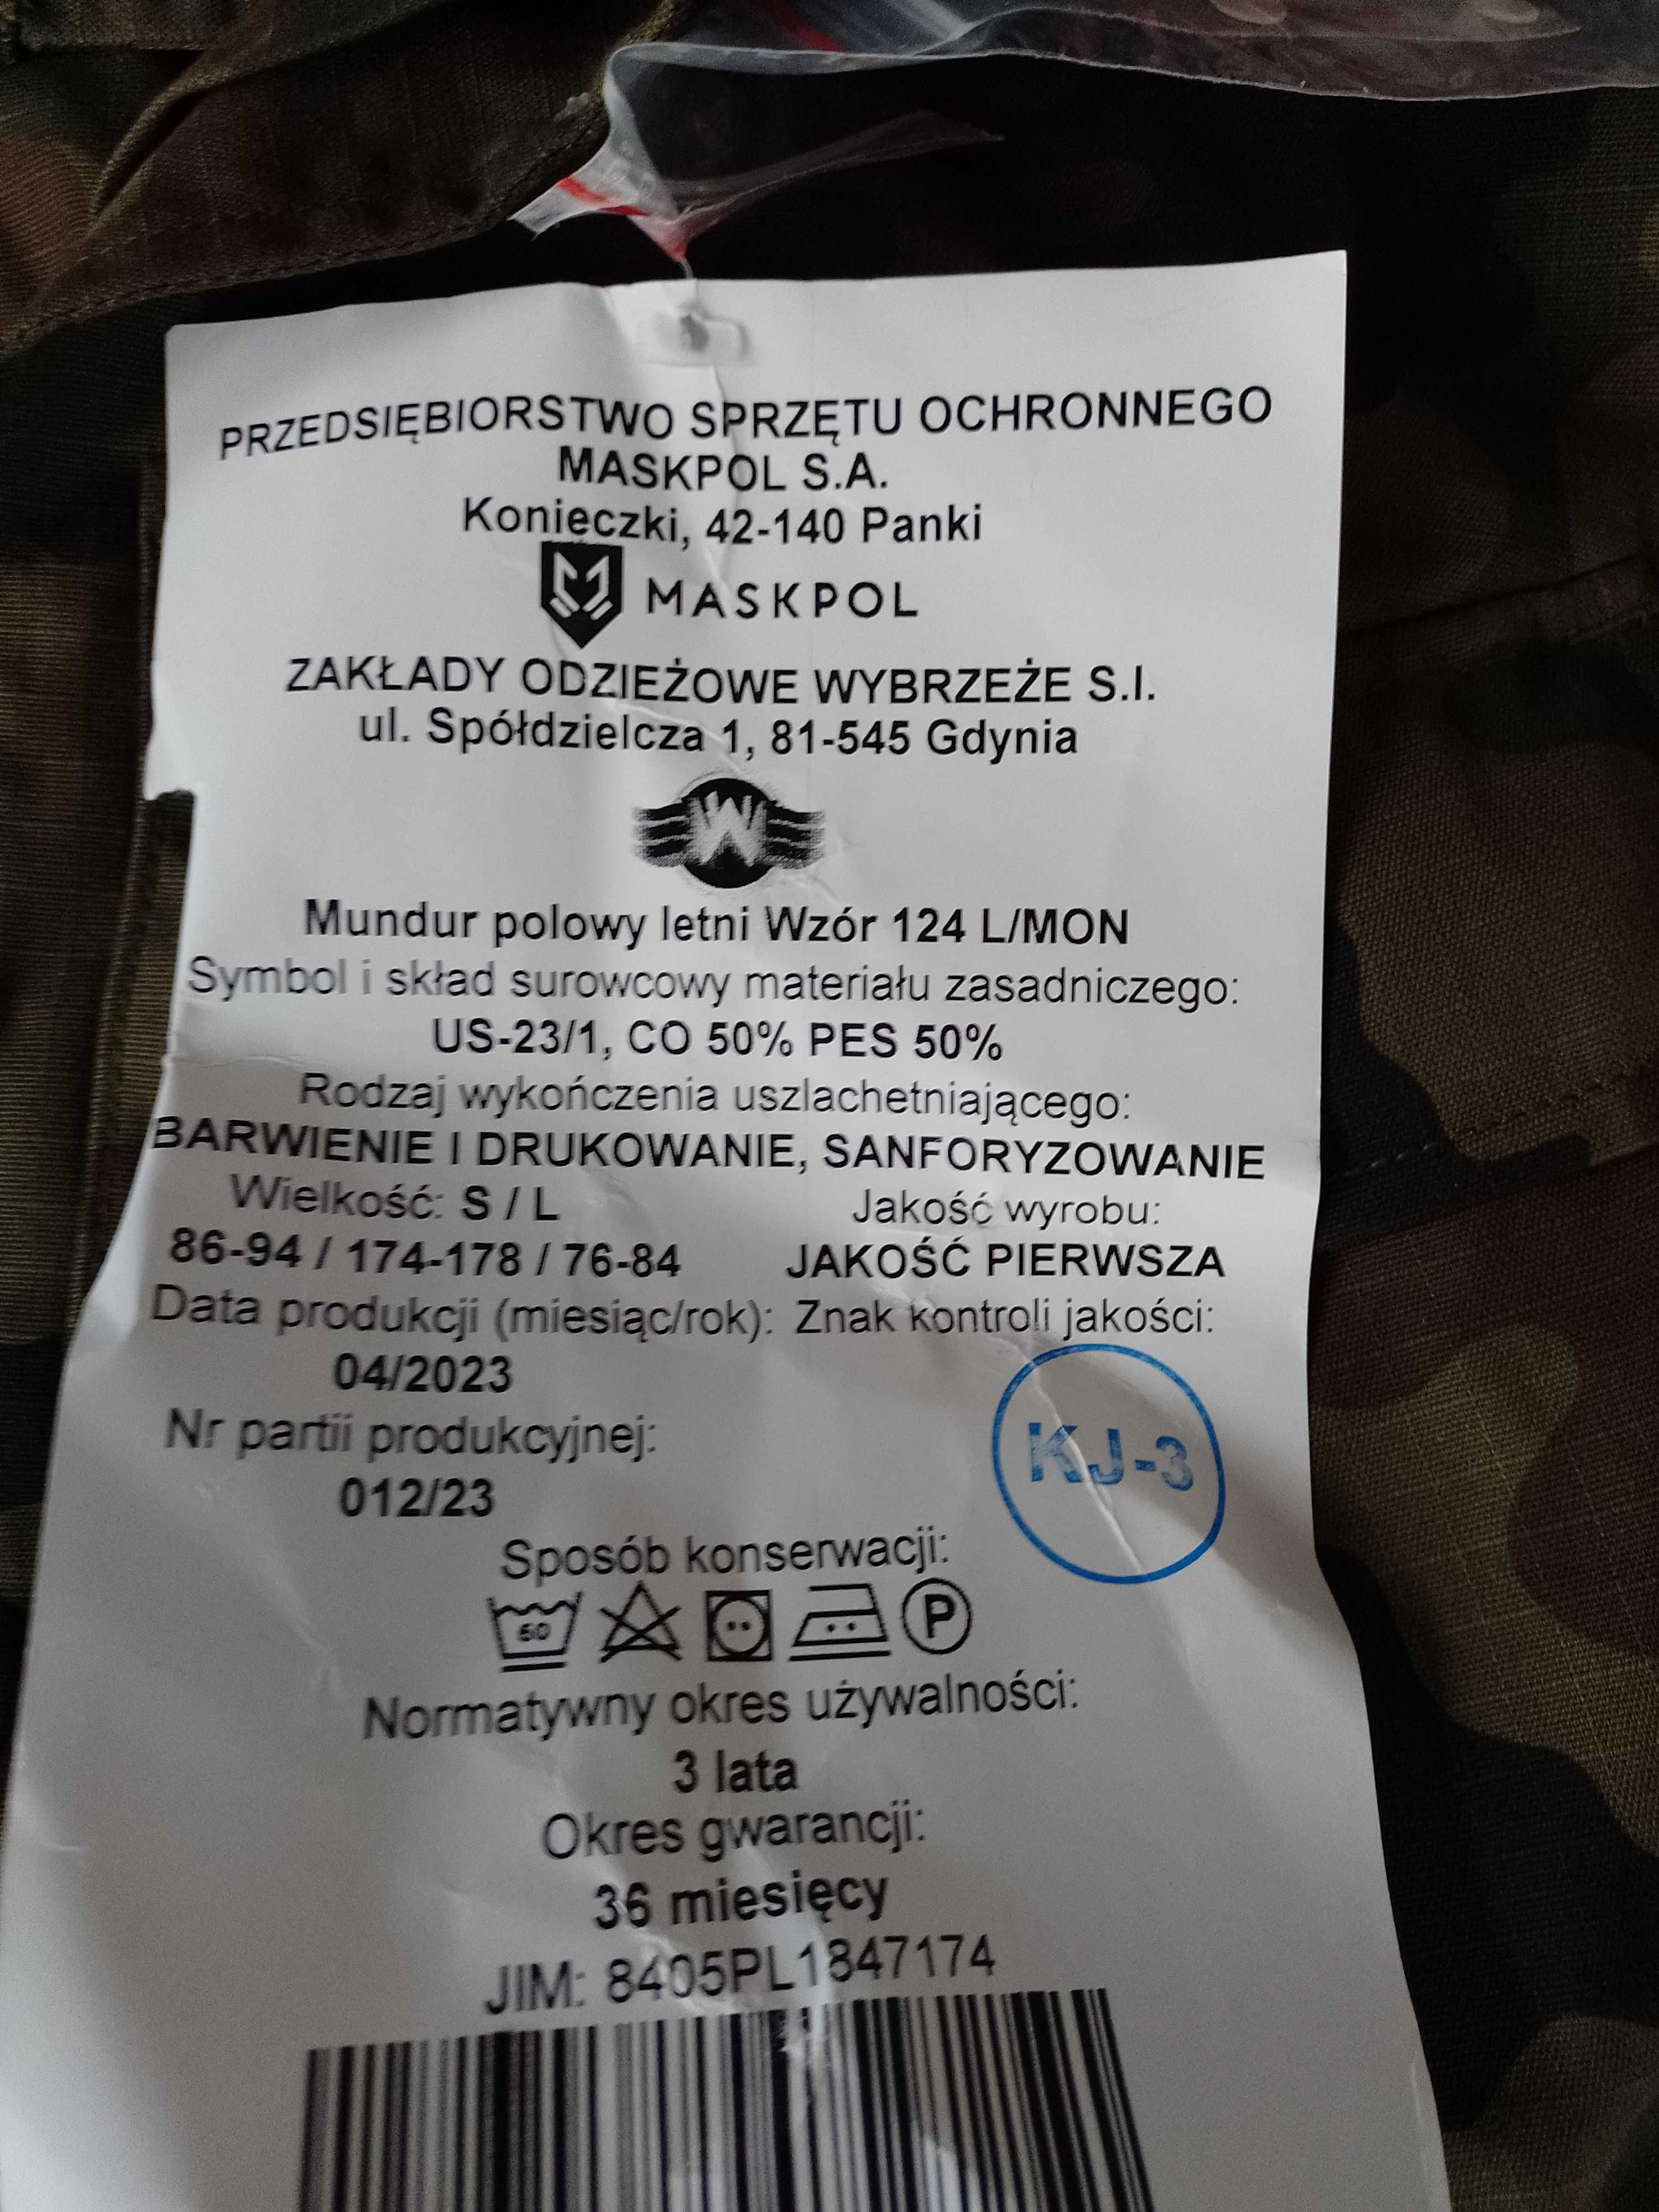 PRZEDSIĘBIORSTWO SPRZĘTU OCHRONNEGO
MASKPOL S.A.
Konieczki, 42-140 Panki
MASKPOL
ZAKŁADY ODZIEŻOWE WYBRZEŻE S.I.
ul. Spółdzielcza 1, 81-545 Gdynia
W
Mundur polowy letni Wzór 124 L/MON
Symbol i skład surowcowy materiału zasadniczego:
US-23/1, CO 50% PES 50%
Rodzaj wykończenia uszlachetniającego:
BARWIENIE I DRUKOWANIE, SANFORYZOWANIE
Wielkość: S / L Jakość wyrobu:
86-94 / 174-178 / 76-84 JAKOŚĆ PIERWSZA
Data produkcji (miesiąc/rok): Znak kontroli jakości:
04/2023
KJ-3
Nr partii produkcyjnej:
012/23
Sposób konserwacji:
60 P
Normatywny okres używalności:
3 lata
Okres gwarancji:
36 miesięcy
JIM: 8405PL1847174